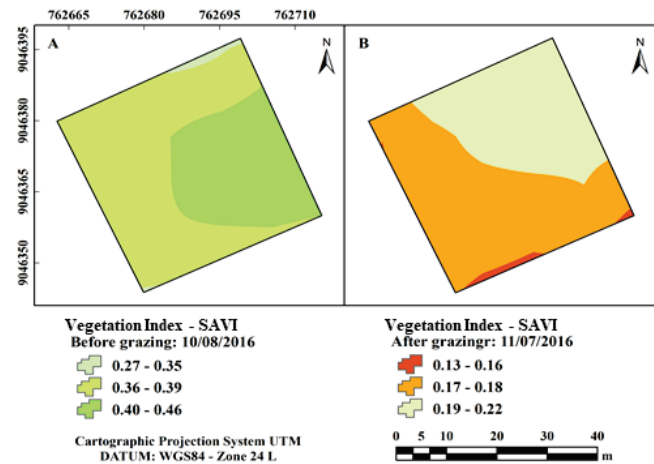 762665 762680 762695 762710
9046395
9046380
9046365
9046350
A
N
B
N
Vegetation Index - SAVI
Before grazing: 10/08/2016
0.27 - 0.35
0.36 - 0.39
0.40 - 0.46
Cartographic Projection System UTM
DATUM: WGS84 - Zone 24 L
Vegetation Index - SAVI
After grazingr: 11/07/2016
0.13 - 0.16
0.17 - 0.18
0.19 - 0.22
0 5 10 20 30 40
m